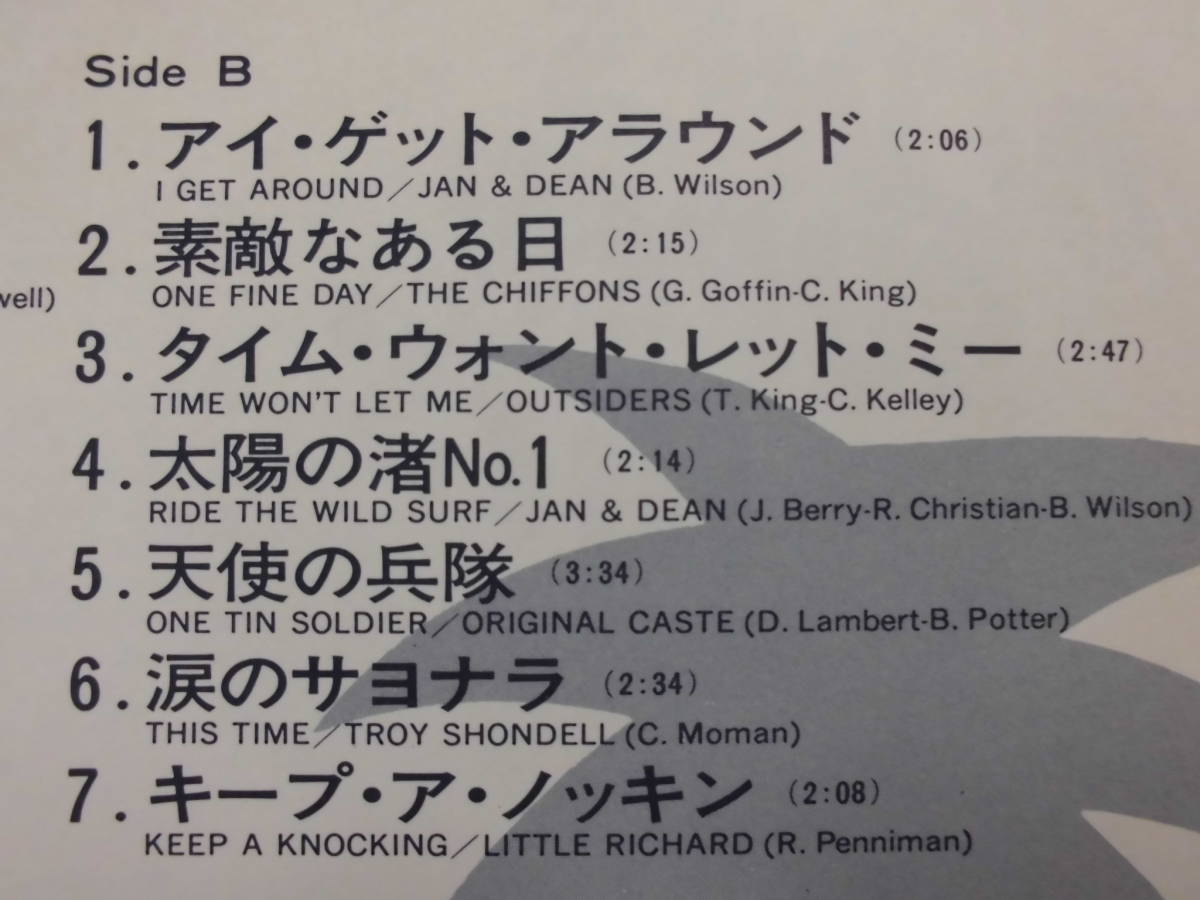 Side B
1. アイ・ゲット・アラウンド (2:06)
I GET AROUND/JAN & DEAN (B. Wilson)
2. 素敵なある日 (2:15)
well)
ONE FINE DAY/THE CHIFFONS (G. Goffin-C. King)
3. タイム・ウォント・レット・ミー (2:47)
TIME WON'T LET ME/OUTSIDERS (T. King-C. Kelley)
4. 太陽の渚No.1 (2:14)
RIDE THE WILD SURF/JAN & DEAN (J. Berry-R. Christian-B. Wilson)
5. 天使の兵隊 (3:34)
ONE TIN SOLDIER/ORIGINAL CASTE (D. Lambert-B. Potter)
6. 涙のサヨナラ (2:34)
THIS TIME/TROY SHONDELL (C. Moman)
7. キープ・ア・ノッキン (2:08)
KEEP A KNOCKING/LITTLE RICHARD (R. Penniman)